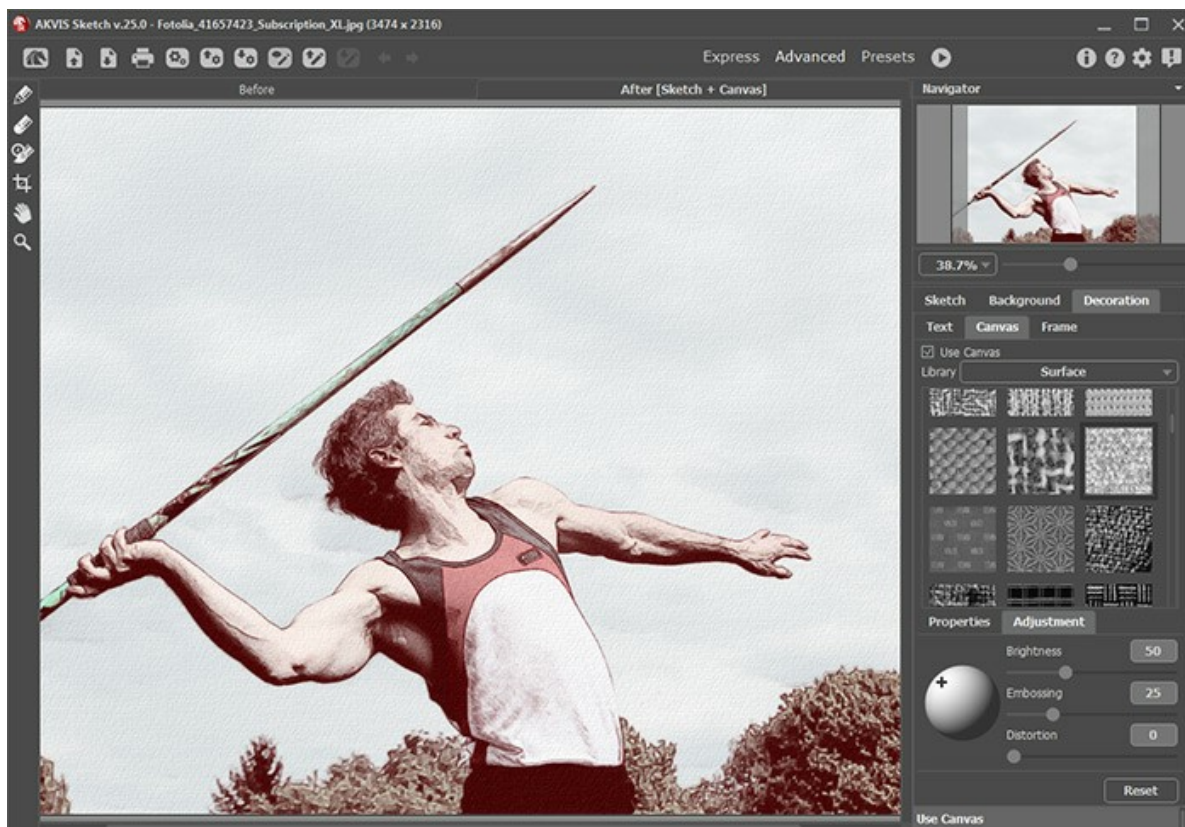 AKVIS Sketch v.25.0 - Fotolia_41657423_Subscription_XL.jpg (3474 x 2316)
Express Advanced Presets
Before After [Sketch + Canvas]
Navigator
38.7%
Sketch Background Decoration
Text Canvas Frame
Use Canvas
Library Surface
Properties Adjustment
Brightness 50
Embossing 25
Distortion 0
Reset
Use Canvas